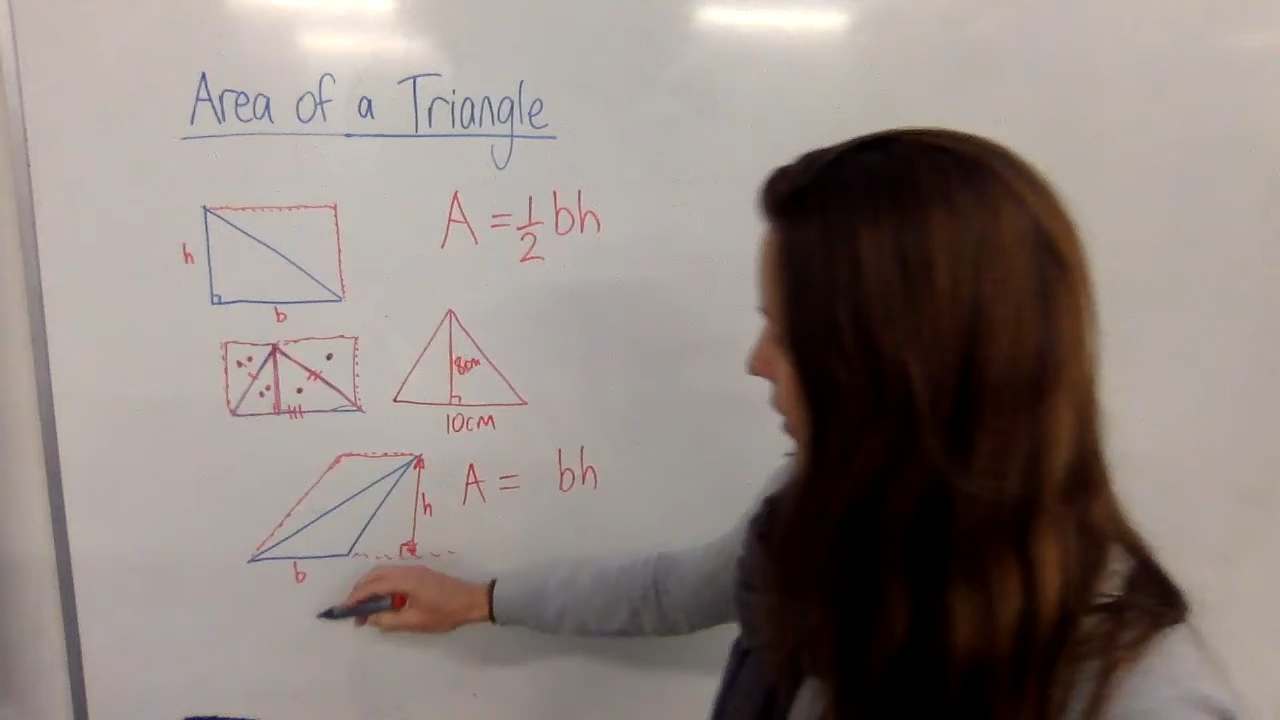 Area of a Triangle
A = 1/2 bh
h
b
8cm
10cm
A = bh
h
b